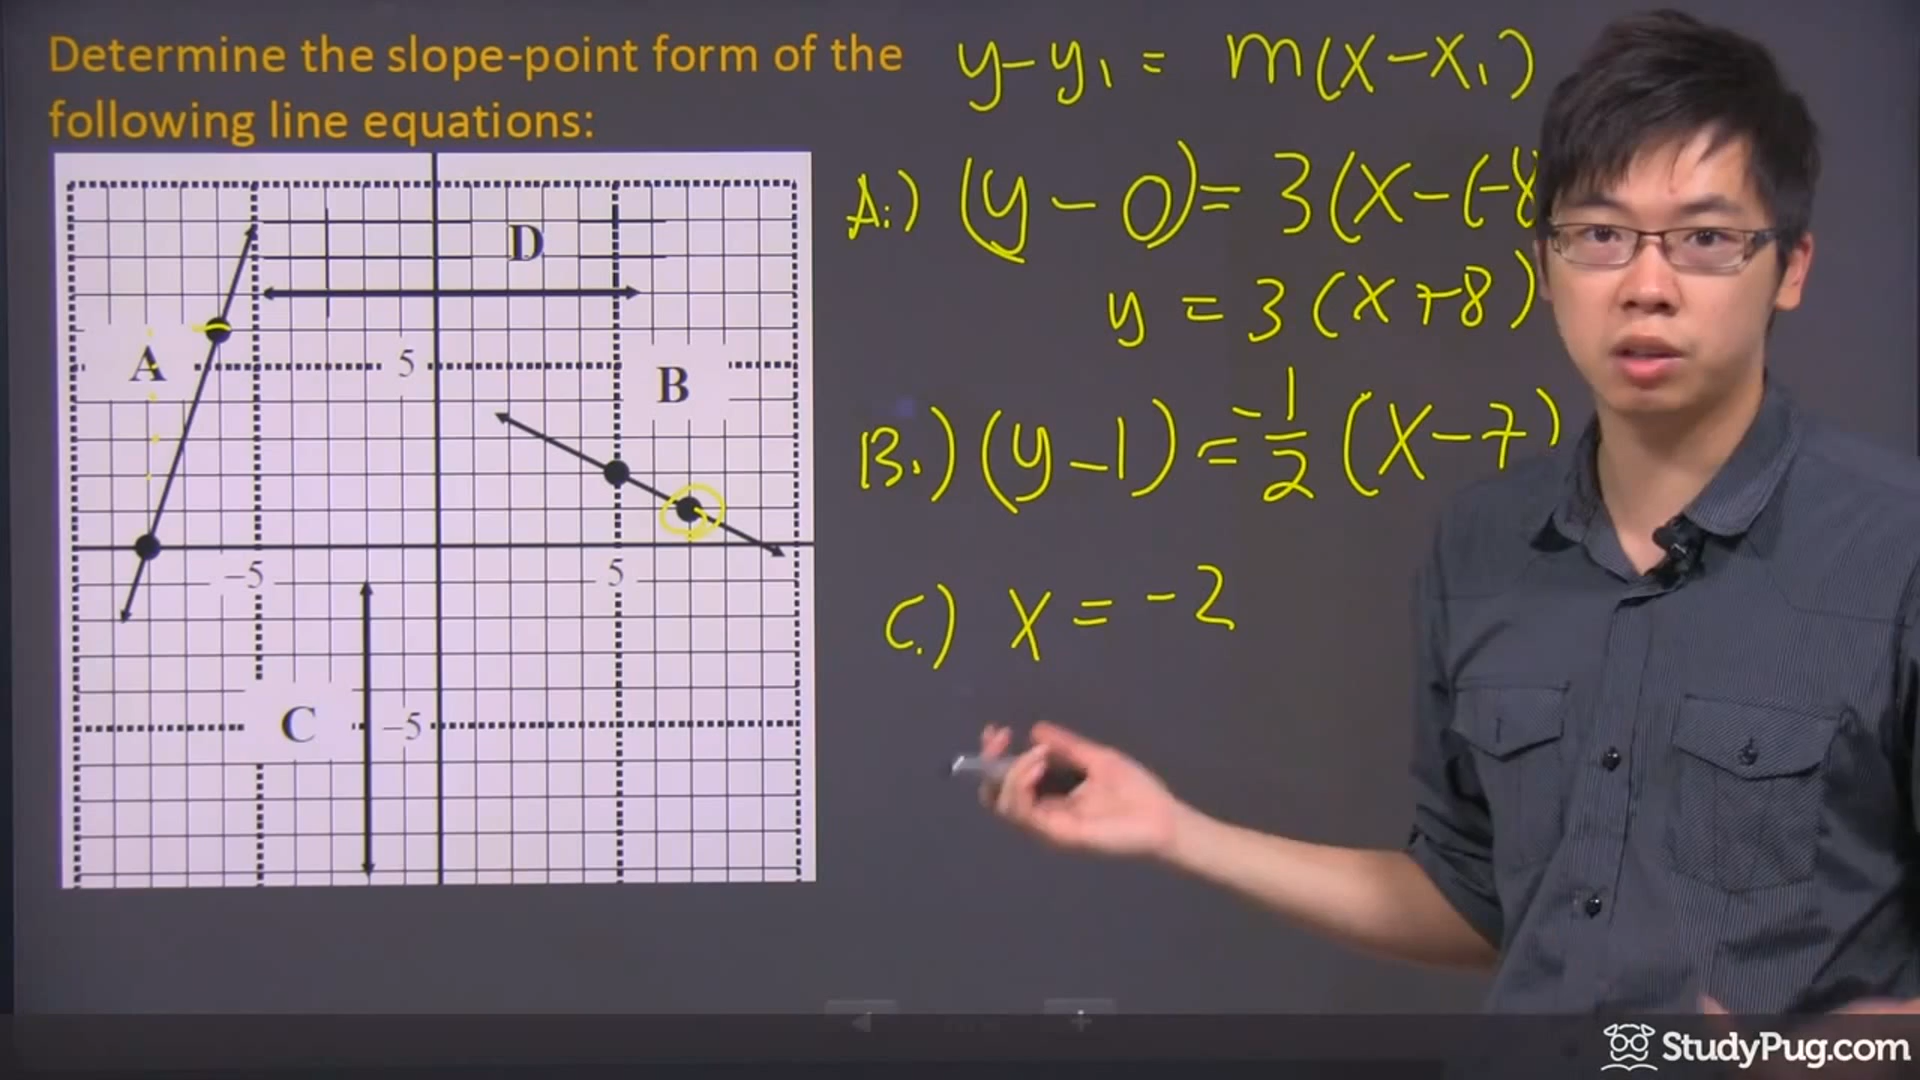 Determine the slope-point form of the
following line equations:
y-y₁ = m(x-x₁)
A.) (y-0)= 3(x-(-8
y = 3(x+8)
B.) (y-1)= -1/2 (x-7)
C.) x = -2
D
A
5
B
-5
5
C
-5
StudyPug.com